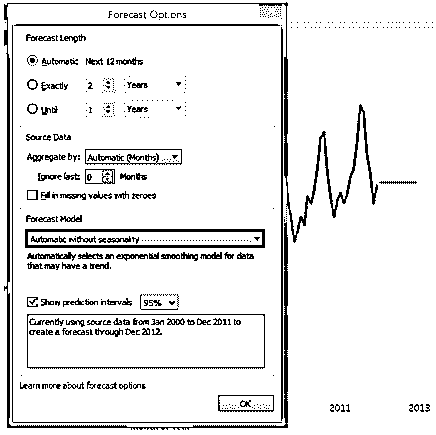 Forecast Options
Forecast Length
Automatic Next 12 months
Exactly 2 Years
Until 1 Years
Source Data
Aggregate by: Automatic (Months)
Ignore last: 0 Months
Fill in missing values with zeroes
Forecast Model
Automatic without seasonality
Automatically selects an exponential smoothing model for data
that may have a trend.
Show prediction intervals 95%
Currently using source data from Jan 2000 to Dec 2011 to
create a forecast through Dec 2012.
Learn more about forecast options
OK
2011 2013